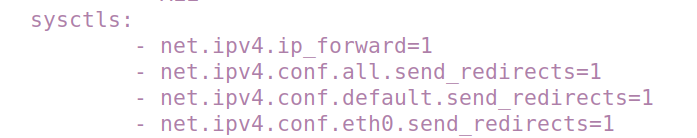 sysctls:
- net.ipv4.ip_forward=1
- net.ipv4.conf.all.send_redirects=1
- net.ipv4.conf.default.send_redirects=1
- net.ipv4.conf.eth0.send_redirects=1